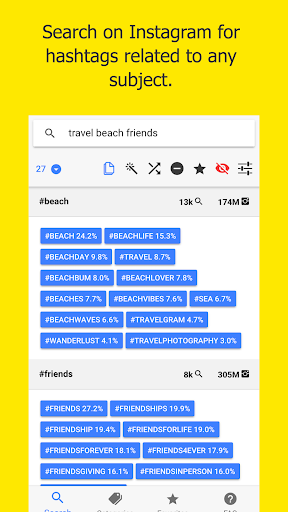 Search on Instagram for
hashtags related to any
subject.
travel beach friends
27
#beach 13k 174M
#BEACH 24.2% #BEACHLIFE 15.3%
#BEACHDAY 9.8% #TRAVEL 8.7%
#BEACHBUM 8.0% #BEACHLOVER 7.8%
#BEACHES 7.7% #BEACHVIBES 7.6% #SEA 6.7%
#BEACHWAVES 6.6% #TRAVELGRAM 4.7%
#WANDERLUST 4.1% #TRAVELPHOTOGRAPHY 3.0%
#friends 8k 305M
#FRIENDS 27.2% #FRIENDSHIPS 19.9%
#FRIENDSHIP 19.4% #FRIENDSFORLIFE 19.0%
#FRIENDSFOREVER 18.1% #FRIENDS4EVER 17.9%
#FRIENDSGIVING 16.1% #FRIENDSINPERSON 16.0%
Search Categories Favorites FAQ